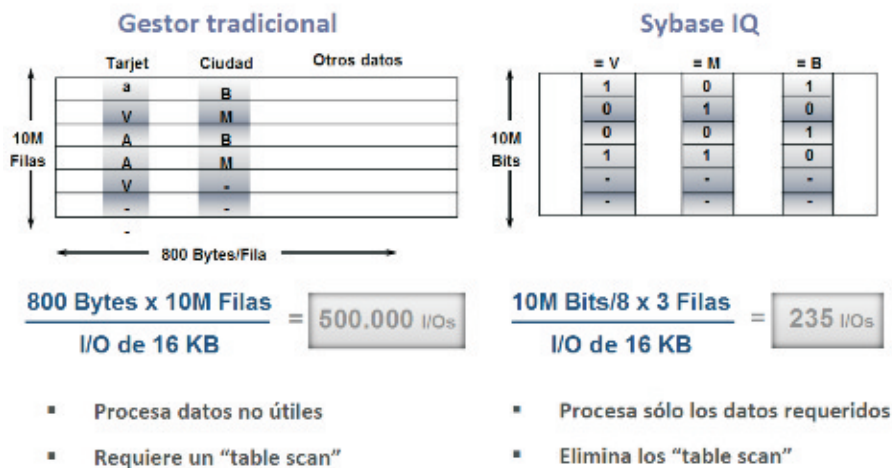 Gestor tradicional
Tarjet Ciudad Otros datos
a B
V M
A B
A M
V -
- -
-
10M
Filas
800 Bytes/Fila
800 Bytes x 10M Filas
I/O de 16 KB
= 500.000 I/Os
▪ Procesa datos no útiles
▪ Requiere un “table scan”
Sybase IQ
= V = M = B
1 0 1
0 1 0
0 0 1
1 1 0
- - -
- - -
10M
Bits
10M Bits/8 x 3 Filas
I/O de 16 KB
= 235 I/Os
▪ Procesa sólo los datos requeridos
▪ Elimina los “table scan”